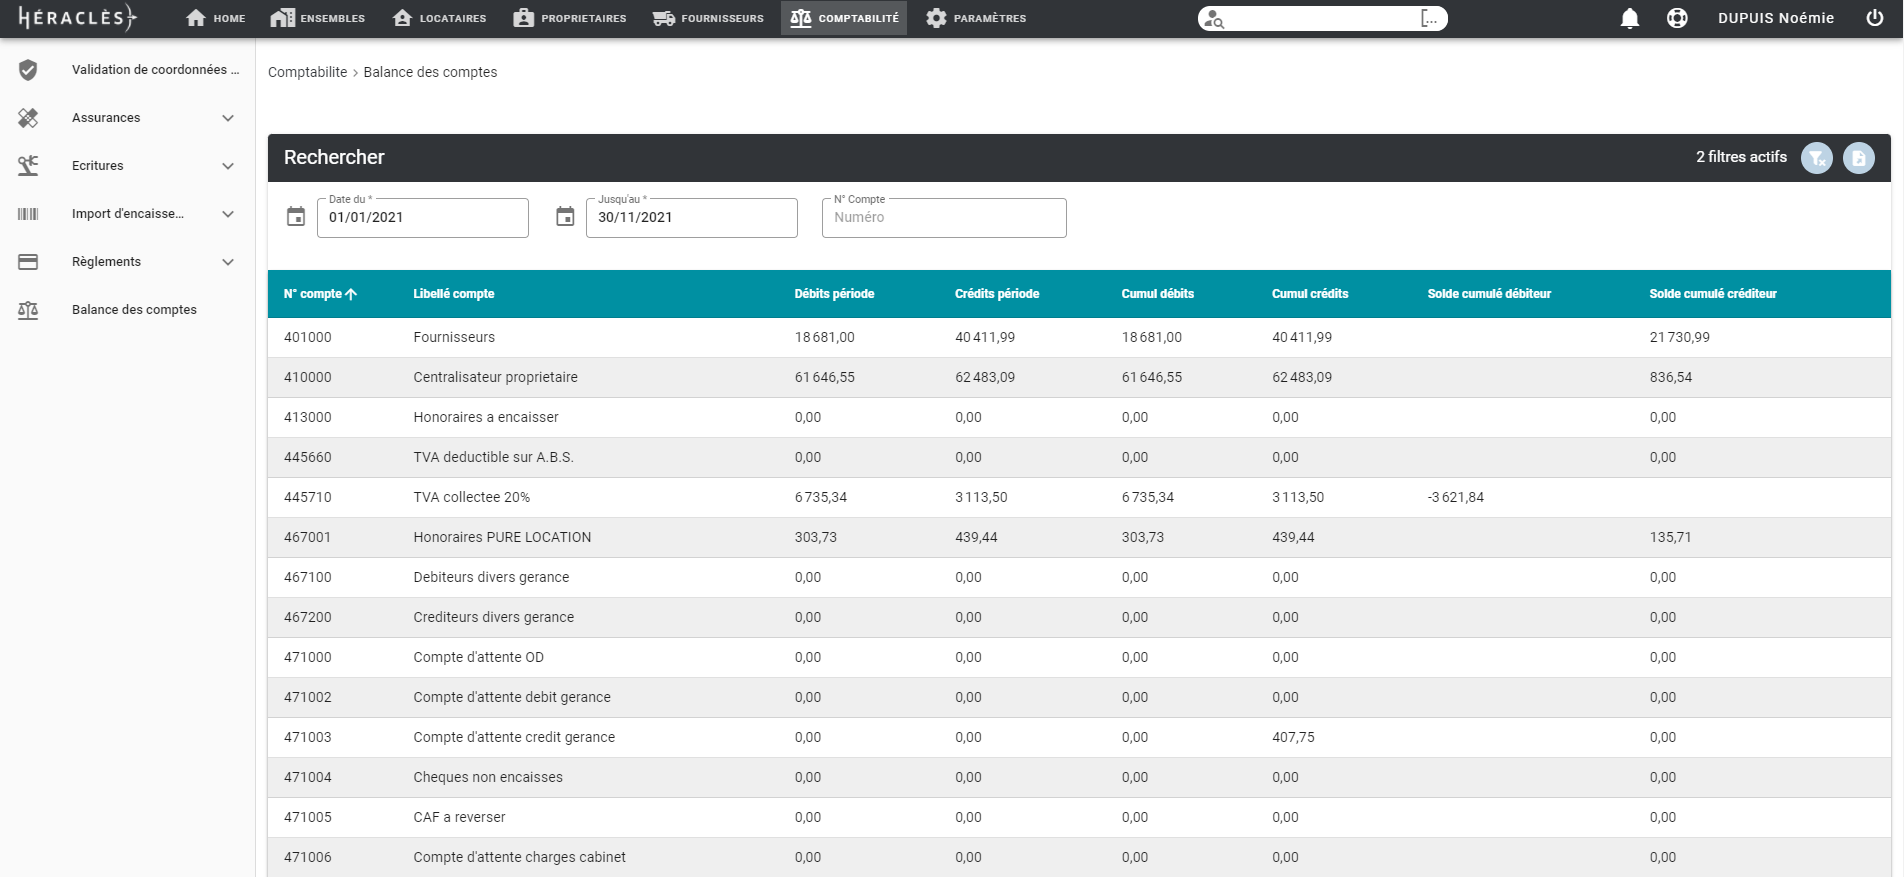 HÉRACLÈS HOME ENSEMBLES LOCATAIRES PROPRIETAIRES FOURNISSEURS COMPTABILITÉ PARAMÈTRES [... DUPUIS Noémie
Validation de coordonnées ...
Assurances
Ecritures
Import d'encaisse...
Règlements
Balance des comptes
Comptabilite > Balance des comptes
Rechercher 2 filtres actifs
Date du * Jusqu'au * N° Compte
01/01/2021 30/11/2021 Numéro
N° compte Libellé compte Débits période Crédits période Cumul débits Cumul crédits Solde cumulé débiteur Solde cumulé créditeur
401000 Fournisseurs 18 681,00 40 411,99 18 681,00 40 411,99 21 730,99
410000 Centralisateur proprietaire 61 646,55 62 483,09 61 646,55 62 483,09 836,54
413000 Honoraires a encaisser 0,00 0,00 0,00 0,00 0,00
445660 TVA deductible sur A.B.S. 0,00 0,00 0,00 0,00 0,00
445710 TVA collectee 20% 6 735,34 3 113,50 6 735,34 3 113,50 -3 621,84
467001 Honoraires PURE LOCATION 303,73 439,44 303,73 439,44 135,71
467100 Debiteurs divers gerance 0,00 0,00 0,00 0,00 0,00
467200 Crediteurs divers gerance 0,00 0,00 0,00 0,00 0,00
471000 Compte d'attente OD 0,00 0,00 0,00 0,00 0,00
471002 Compte d'attente debit gerance 0,00 0,00 0,00 0,00 0,00
471003 Compte d'attente credit gerance 0,00 0,00 0,00 407,75 0,00
471004 Cheques non encaisses 0,00 0,00 0,00 0,00 0,00
471005 CAF a reverser 0,00 0,00 0,00 0,00 0,00
471006 Compte d'attente charges cabinet 0,00 0,00 0,00 0,00 0,00